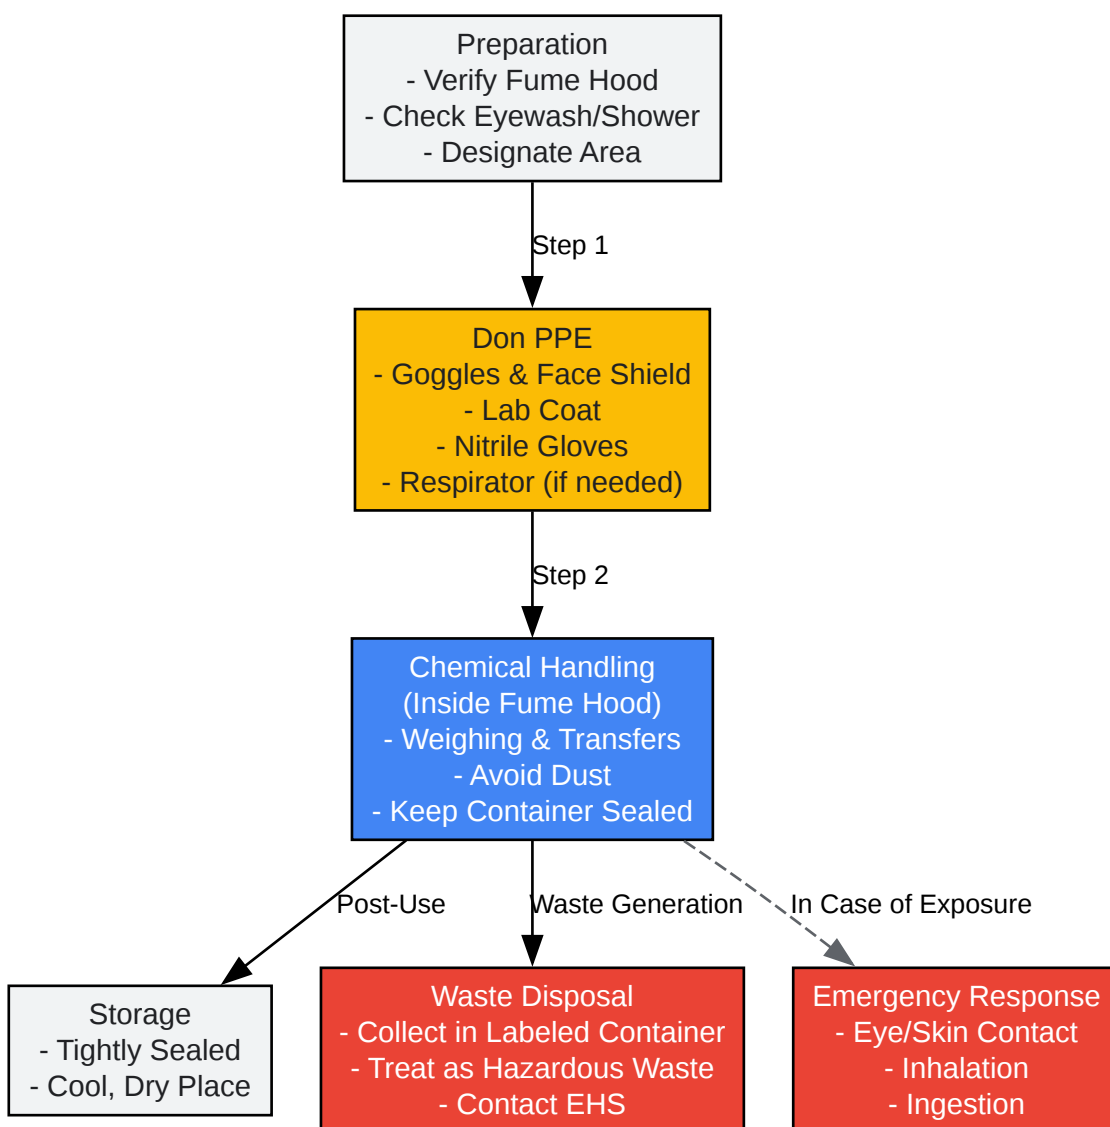 Preparation
- Verify Fume Hood
- Check Eyewash/Shower
- Designate Area
Step 1
Don PPE
- Goggles & Face Shield
- Lab Coat
- Nitrile Gloves
- Respirator (if needed)
Step 2
Chemical Handling
(Inside Fume Hood)
- Weighing & Transfers
- Avoid Dust
- Keep Container Sealed
Post-Use
Waste Generation
In Case of Exposure
Storage
- Tightly Sealed
- Cool, Dry Place
Waste Disposal
- Collect in Labeled Container
- Treat as Hazardous Waste
- Contact EHS
Emergency Response
- Eye/Skin Contact
- Inhalation
- Ingestion